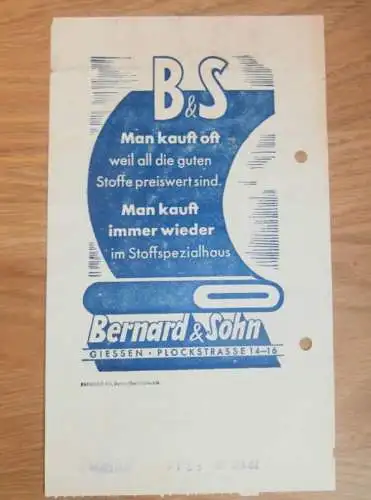 B&S
Man kauft oft
weil all die guten
Stoffe preiswert sind.
Man kauft
immer wieder
im Stoffspezialhaus
Bernard & Sohn
GIESSEN · PLOCKSTRASSE 14–16